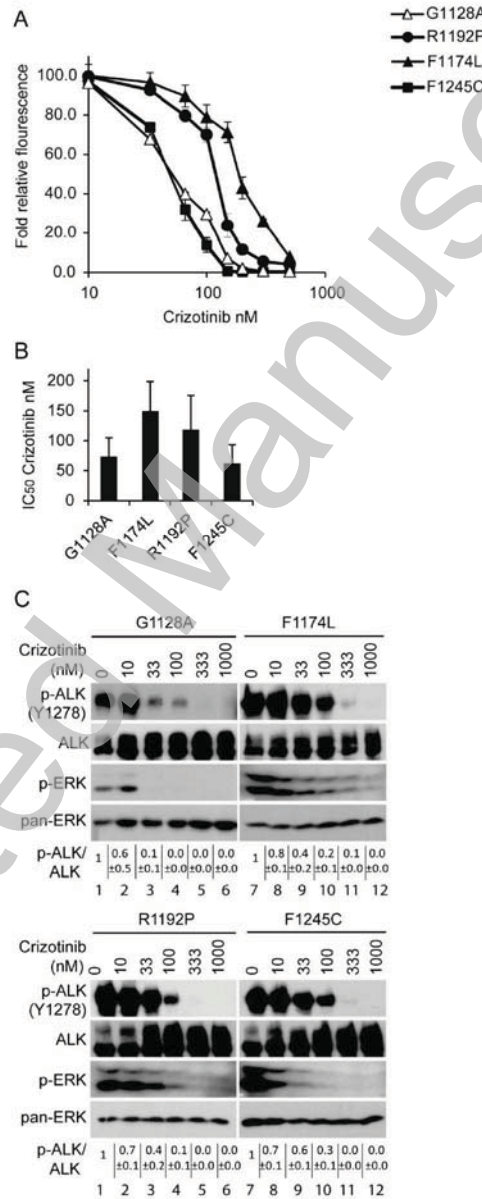 A
G1128A
R1192P
F1174L
F1245C
Fold relative flourescence
100.0
80.0
60.0
40.0
20.0
0.0
10 100 1000
Crizotinib nM
B
IC50 Crizotinib nM
200
150
100
50
0
G1128A F1174L R1192P F1245C
C
G1128A F1174L
Crizotinib (nM) 0 10 33 100 333 1000 0 10 33 100 333 1000
p-ALK
(Y1278)
ALK
p-ERK
pan-ERK
p-ALK/ 1 0.6 0.1 0.0 0.0 0.0 1 0.8 0.4 0.2 0.1 0.0
ALK ±0.5 ±0.1 ±0.0 ±0.0 ±0.0 ±0.1 ±0.2 ±0.1 ±0.0 ±0.0
1 2 3 4 5 6 7 8 9 10 11 12
R1192P F1245C
Crizotinib (nM) 0 10 33 100 333 1000 0 10 33 100 333 1000
p-ALK
(Y1278)
ALK
p-ERK
pan-ERK
p-ALK/ 1 0.7 0.4 0.1 0.0 0.0 1 0.7 0.6 0.3 0.0 0.0
ALK ±0.1 ±0.2 ±0.1 ±0.0 ±0.0 ±0.1 ±0.1 ±0.1 ±0.0 ±0.0
1 2 3 4 5 6 7 8 9 10 11 12
ed Manusc